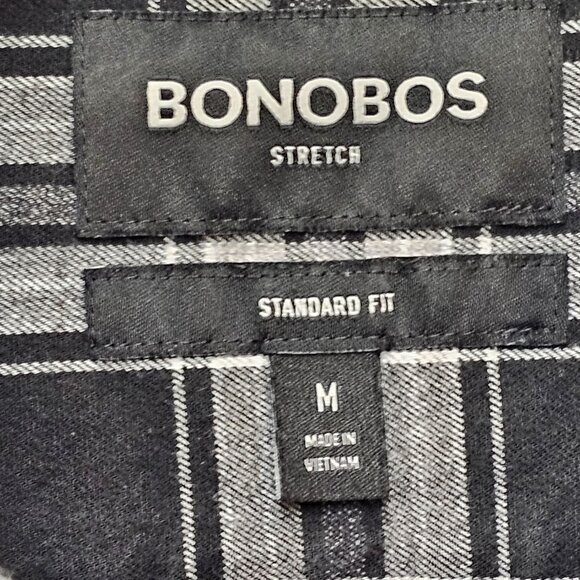 BONOBOS
STRETCH
STANDARD FIT
M
MADE IN
VIETNAM